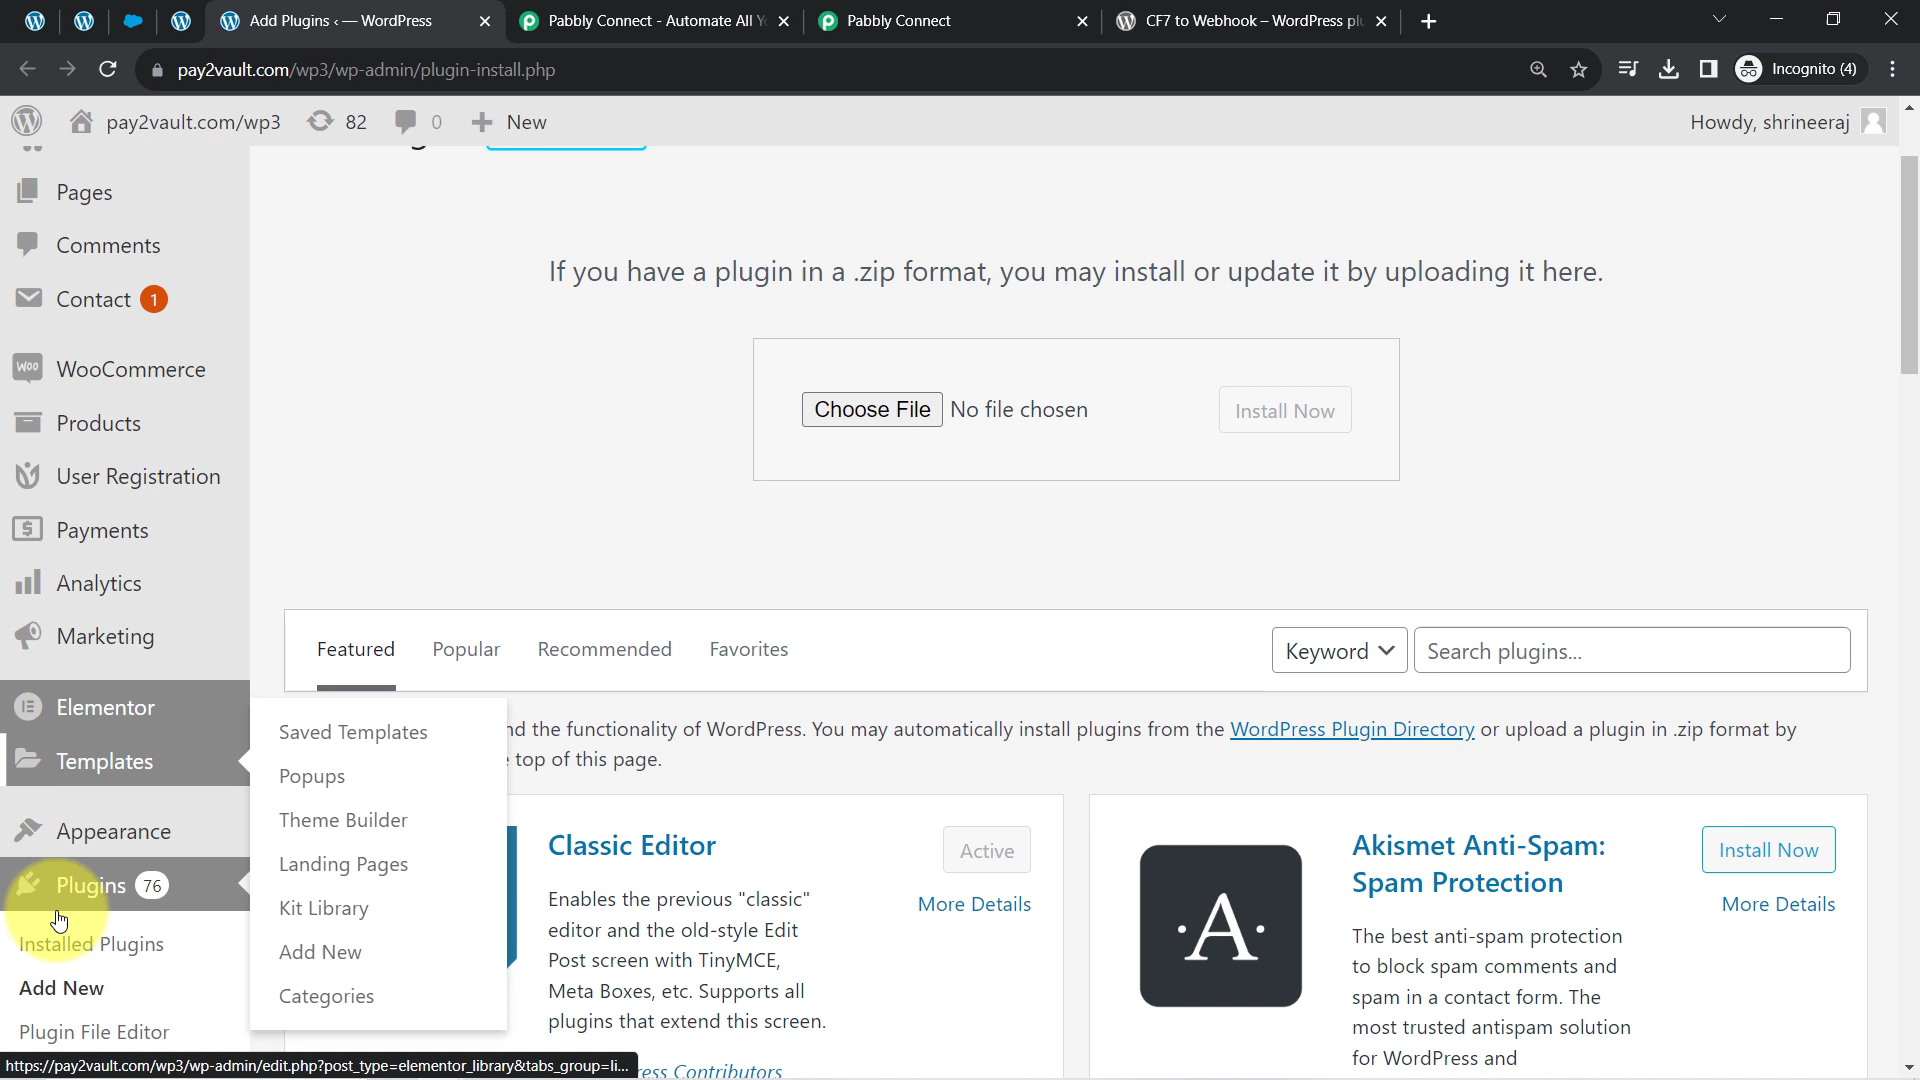 Add Plugins ‹ — WordPress
Pabbly Connect - Automate All Y
Pabbly Connect
CF7 to Webhook – WordPress plu
pay2vault.com/wp3/wp-admin/plugin-install.php
Incognito (4)
pay2vault.com/wp3
82
0
New
Howdy, shrineeraj
Pages
Comments
Contact 1
WooCommerce
Products
User Registration
Payments
Analytics
Marketing
Elementor
Templates
Appearance
Plugins 76
Installed Plugins
Add New
Plugin File Editor
Saved Templates
Popups
Theme Builder
Landing Pages
Kit Library
Add New
Categories
If you have a plugin in a .zip format, you may install or update it by uploading it here.
Choose File No file chosen
Install Now
Featured
Popular
Recommended
Favorites
Keyword
Search plugins...
nd the functionality of WordPress. You may automatically install plugins from the WordPress Plugin Directory or upload a plugin in .zip format by
top of this page.
Classic Editor
Active
More Details
Enables the previous "classic"
editor and the old-style Edit
Post screen with TinyMCE,
Meta Boxes, etc. Supports all
plugins that extend this screen.
ress Contributors
A
Akismet Anti-Spam:
Spam Protection
Install Now
More Details
The best anti-spam protection
to block spam comments and
spam in a contact form. The
most trusted antispam solution
for WordPress and
https://pay2vault.com/wp3/wp-admin/edit.php?post_type=elementor_library&tabs_group=li...